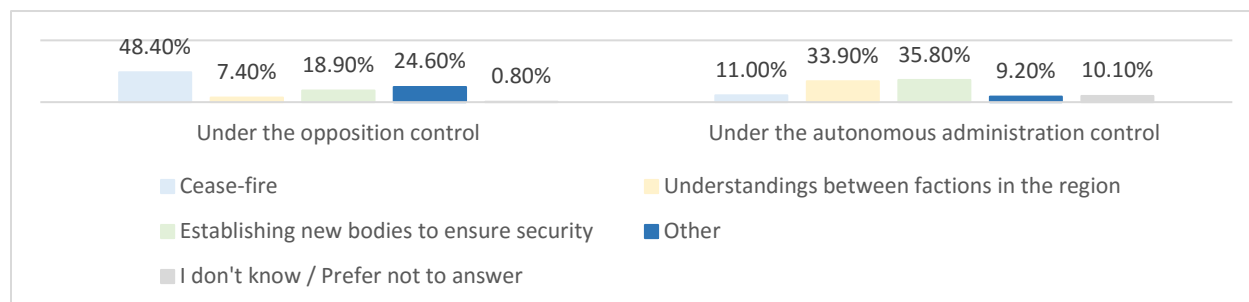 48.40%
7.40%
18.90%
24.60%
0.80%
11.00%
33.90%
35.80%
9.20%
10.10%
Under the opposition control
Under the autonomous administration control
Cease-fire
Understandings between factions in the region
Establishing new bodies to ensure security
Other
I don't know / Prefer not to answer